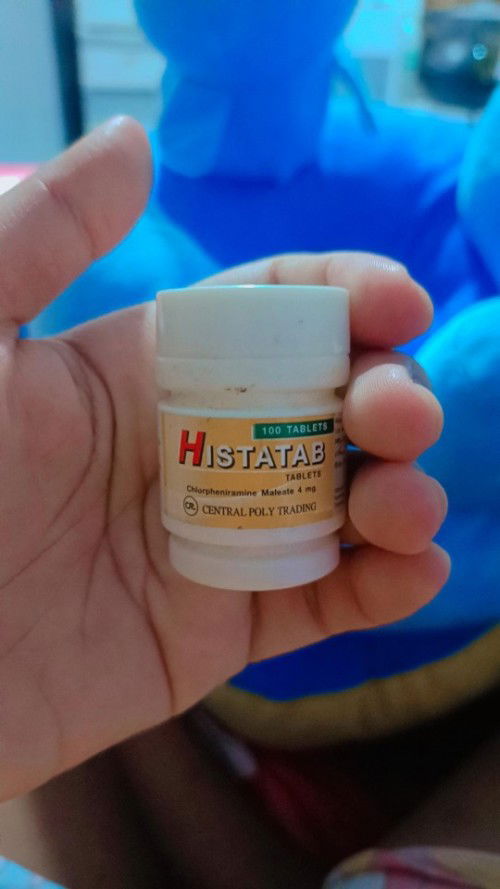 100 TABLETS
HISTATAB
TABLETS
Chlorpheniramine Maleate 4 mg.
CENTRAL POLY TRADING